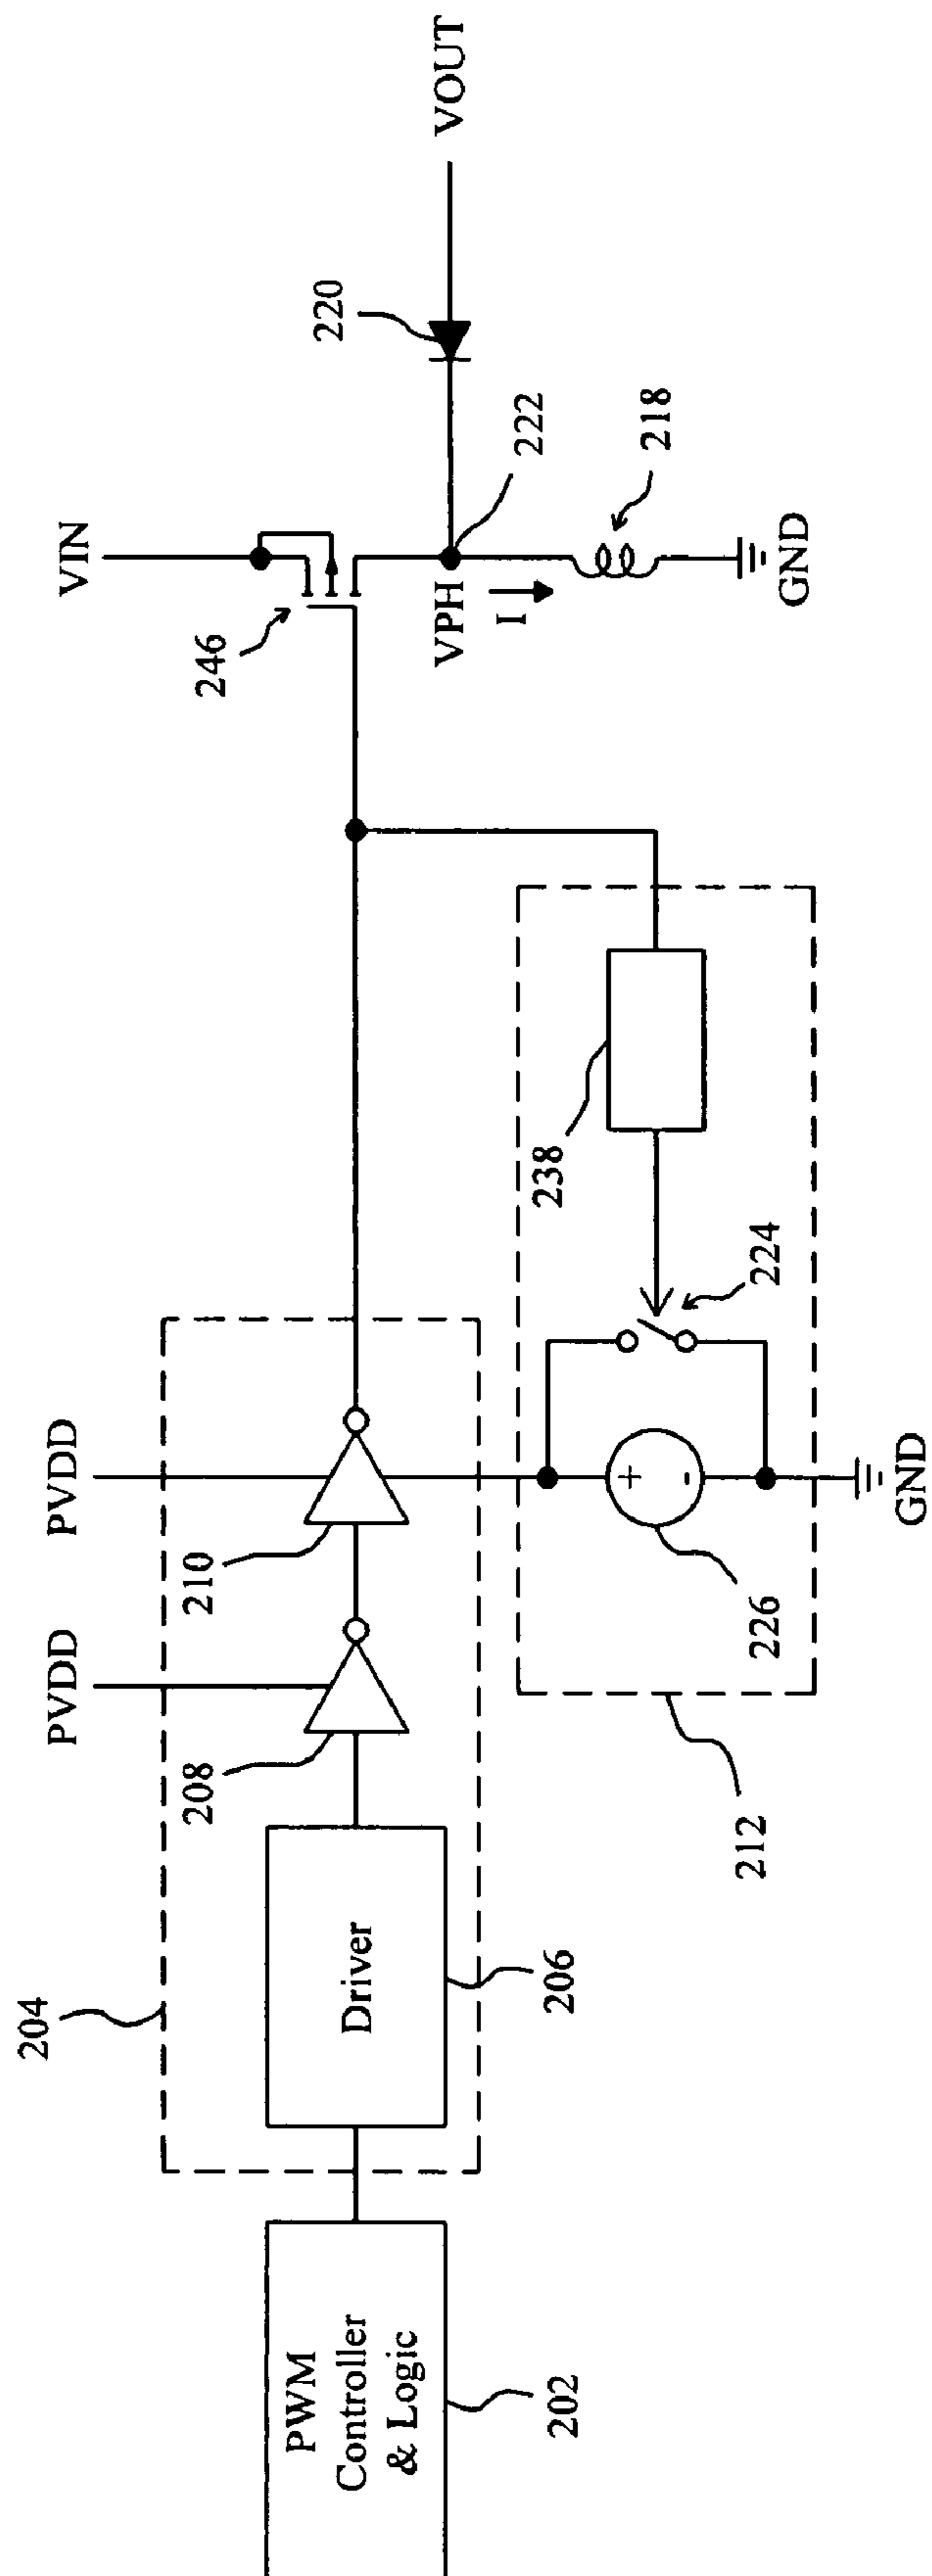 PWM
Controller
& Logic
202
204
Driver
206
PVDD
208
PVDD
210
212
226
GND
224
238
246
VIN
VPH
I
222
218
GND
220
VOUT